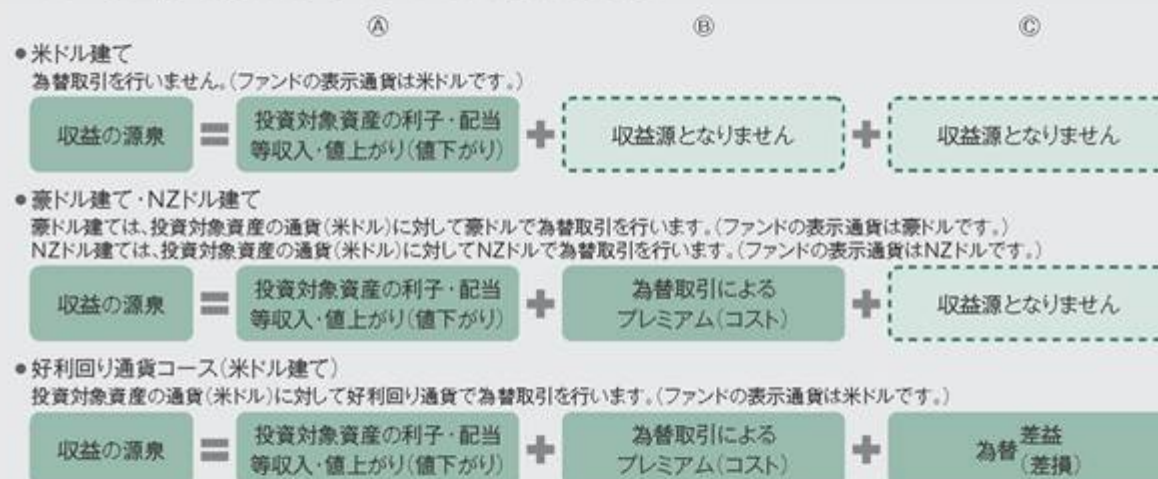 Ⓐ Ⓑ Ⓒ
●米ドル建て
為替取引を行いません。(ファンドの表示通貨は米ドルです。)
収益の源泉 = 投資対象資産の利子・配当 + 収益源となりません + 収益源となりません
等収入・値上がり(値下がり)
●豪ドル建て・NZドル建て
豪ドル建ては、投資対象資産の通貨(米ドル)に対して豪ドルで為替取引を行います。(ファンドの表示通貨は豪ドルです。)
NZドル建ては、投資対象資産の通貨(米ドル)に対してNZドルで為替取引を行います。(ファンドの表示通貨はNZドルです。)
収益の源泉 = 投資対象資産の利子・配当 + 為替取引による + 収益源となりません
等収入・値上がり(値下がり) プレミアム(コスト)
●好利回り通貨コース(米ドル建て)
投資対象資産の通貨(米ドル)に対して好利回り通貨で為替取引を行います。(ファンドの表示通貨は米ドルです。)
収益の源泉 = 投資対象資産の利子・配当 + 為替取引による + 為替差益
等収入・値上がり(値下がり) プレミアム(コスト) (差損)